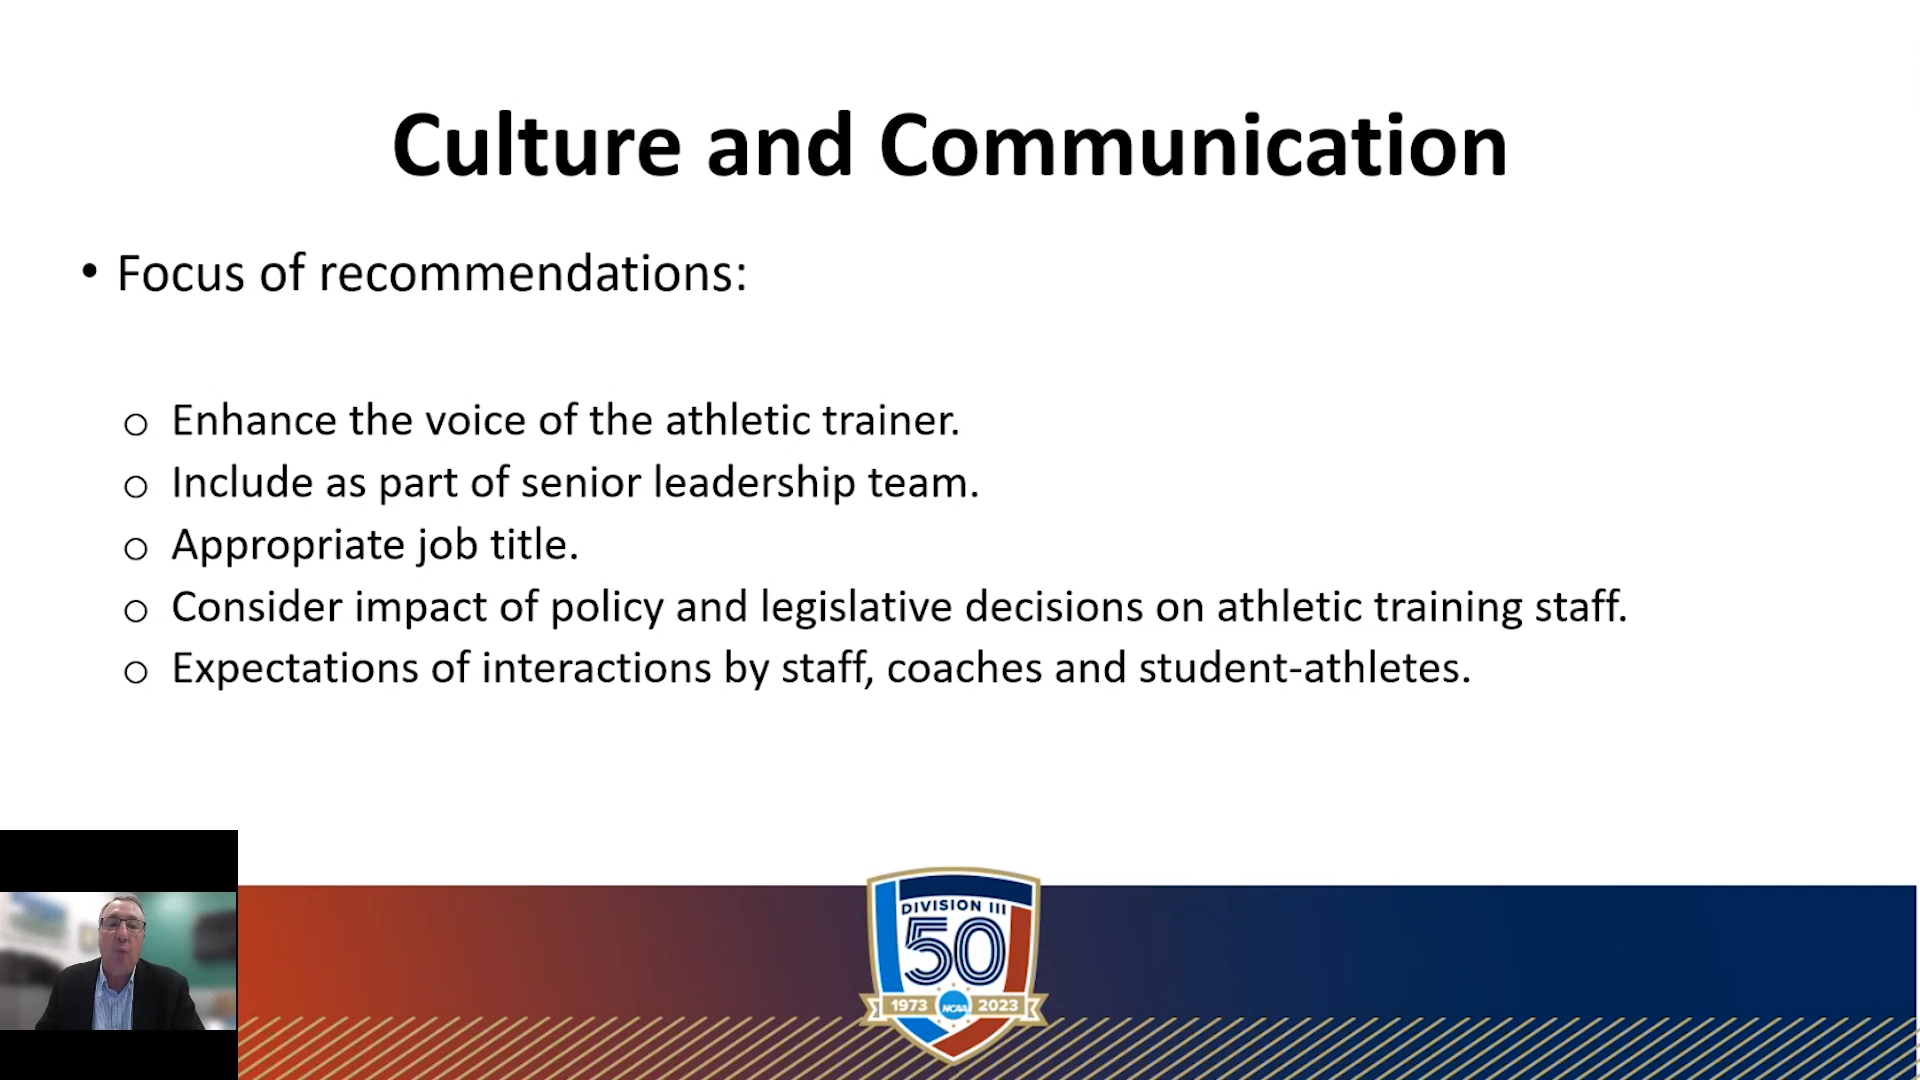 Culture and Communication
• Focus of recommendations:
o Enhance the voice of the athletic trainer.
o Include as part of senior leadership team.
o Appropriate job title.
o Consider impact of policy and legislative decisions on athletic training staff.
o Expectations of interactions by staff, coaches and student-athletes.
DIVISION III
50
1973 NCAA 2023